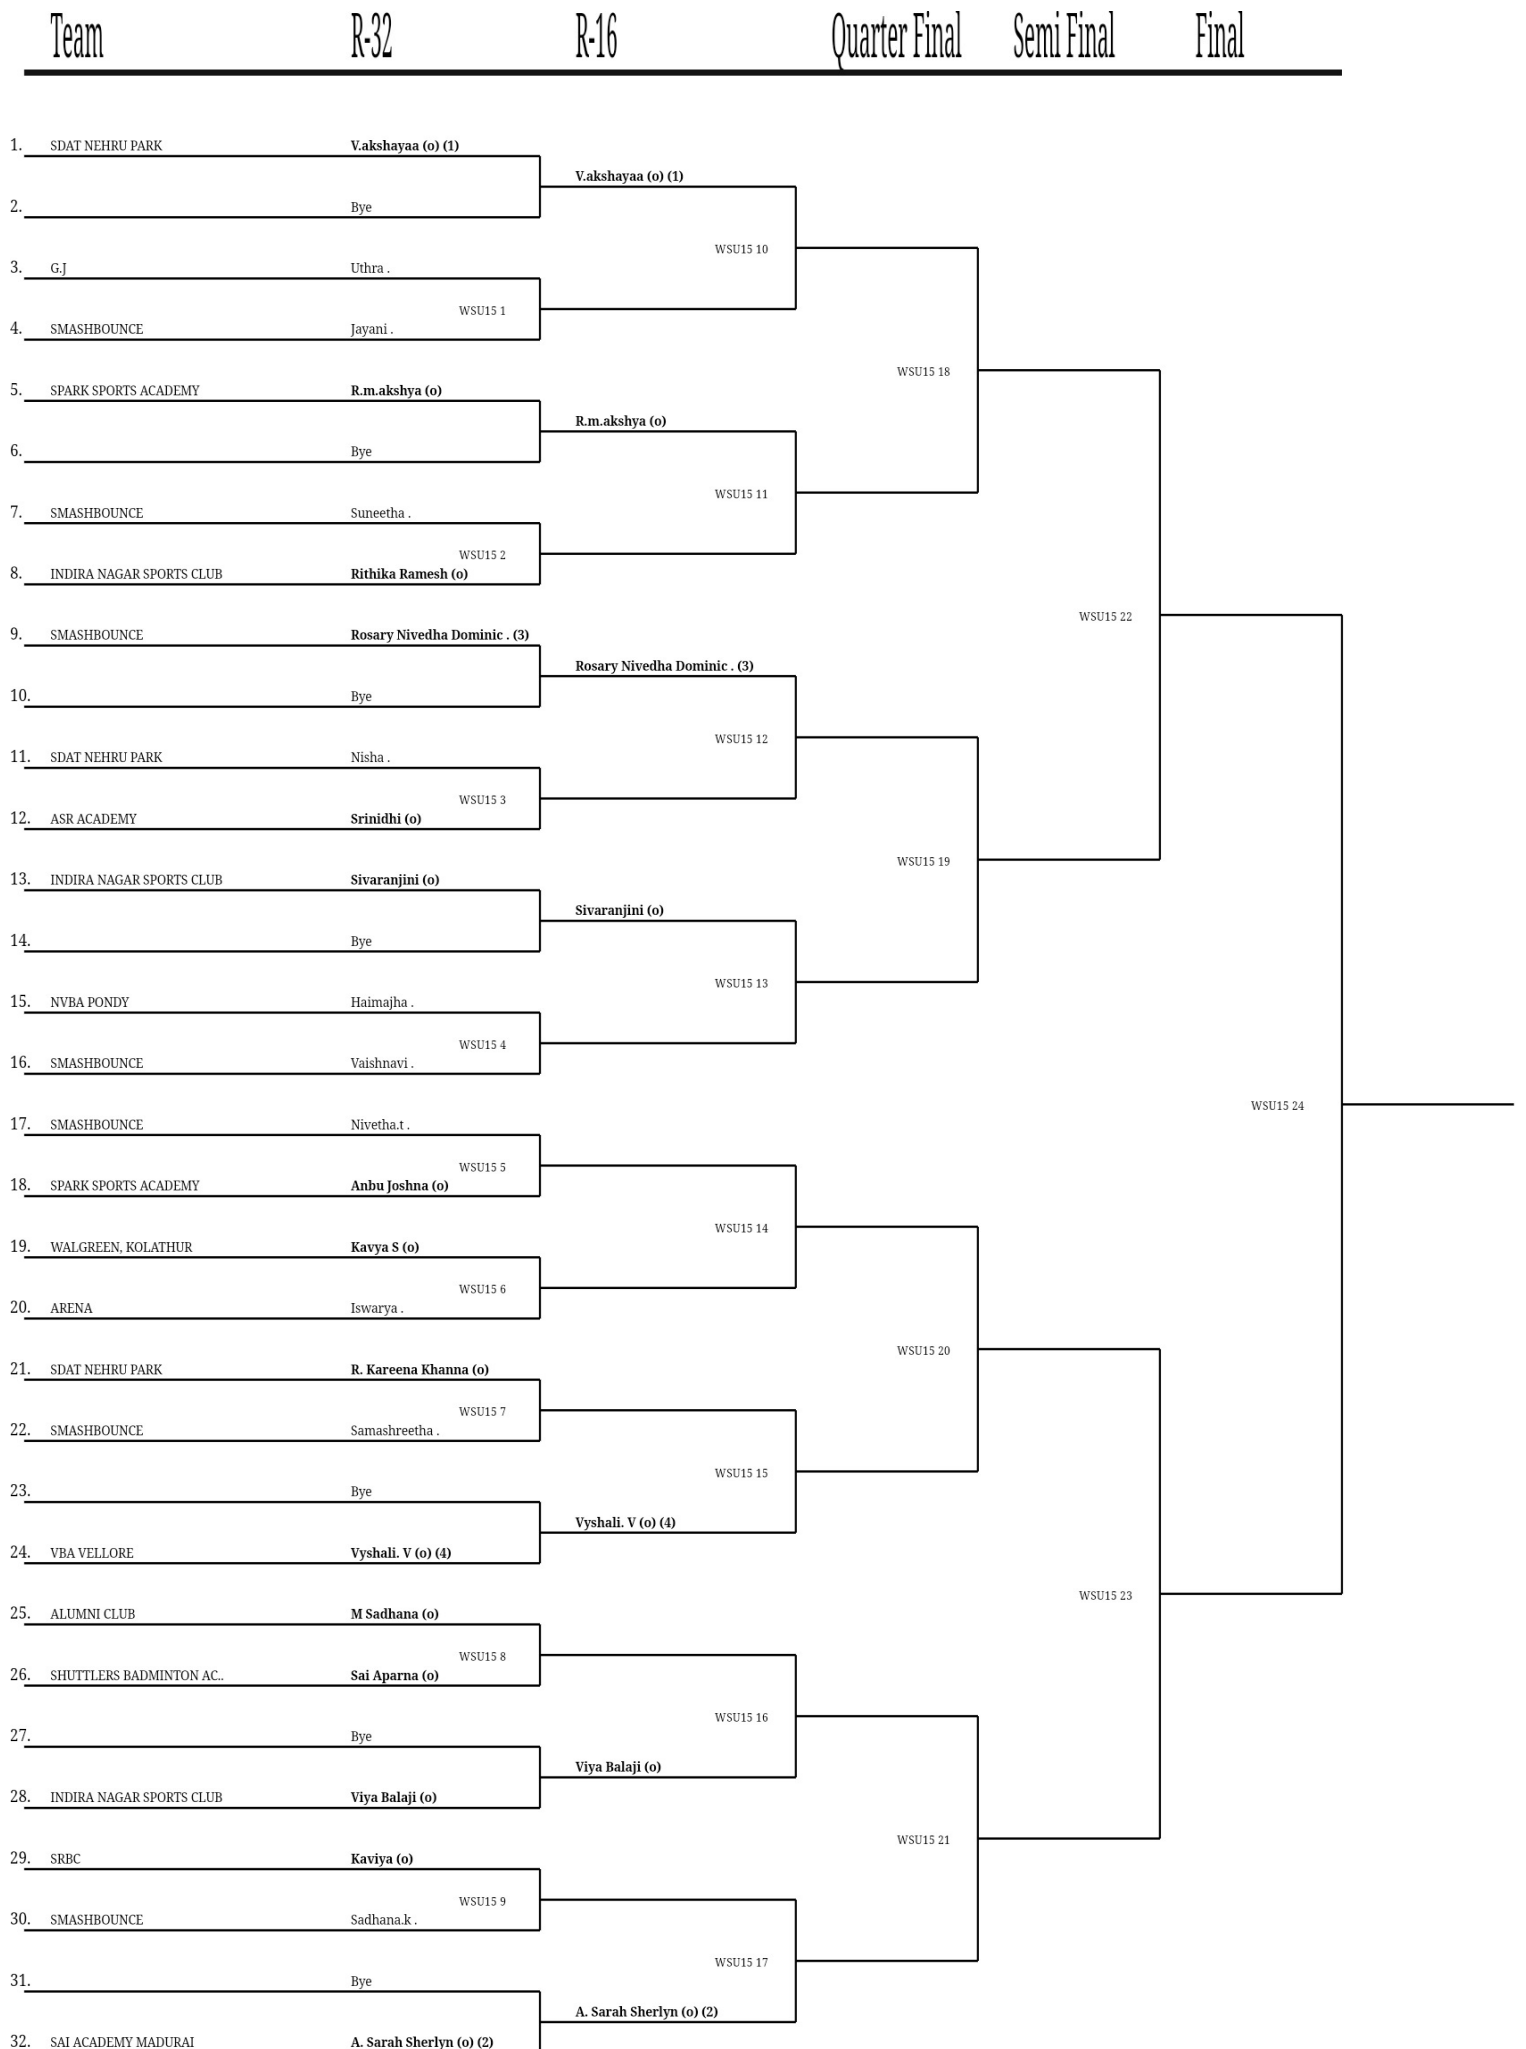 Team R-32 R-16 Quarter Final Semi Final Final
1. SDAT NEHRU PARK V.akshayaa (o) (1)
V.akshayaa (o) (1)
2. Bye
WSU15 10
3. G.J Uthra .
WSU15 1
4. SMASHBOUNCE Jayani .
WSU15 18
5. SPARK SPORTS ACADEMY R.m.akshya (o)
R.m.akshya (o)
6. Bye
WSU15 11
7. SMASHBOUNCE Suneetha .
WSU15 2
8. INDIRA NAGAR SPORTS CLUB Rithika Ramesh (o)
WSU15 22
9. SMASHBOUNCE Rosary Nivedha Dominic . (3)
Rosary Nivedha Dominic . (3)
10. Bye
WSU15 12
11. SDAT NEHRU PARK Nisha .
WSU15 3
12. ASR ACADEMY Srinidhi (o)
WSU15 19
13. INDIRA NAGAR SPORTS CLUB Sivaranjini (o)
Sivaranjini (o)
14. Bye
WSU15 13
15. NVBA PONDY Haimajha .
WSU15 4
16. SMASHBOUNCE Vaishnavi .
WSU15 24
17. SMASHBOUNCE Nivetha.t .
WSU15 5
18. SPARK SPORTS ACADEMY Anbu Joshna (o)
WSU15 14
19. WALGREEN, KOLATHUR Kavya S (o)
WSU15 6
20. ARENA Iswarya .
WSU15 20
21. SDAT NEHRU PARK R. Kareena Khanna (o)
WSU15 7
22. SMASHBOUNCE Samashreetha .
WSU15 15
23. Bye
Vyshali. V (o) (4)
24. VBA VELLORE Vyshali. V (o) (4)
WSU15 23
25. ALUMNI CLUB M Sadhana (o)
WSU15 8
26. SHUTTLERS BADMINTON AC.. Sai Aparna (o)
WSU15 16
27. Bye
Viya Balaji (o)
28. INDIRA NAGAR SPORTS CLUB Viya Balaji (o)
WSU15 21
29. SRBC Kaviya (o)
WSU15 9
30. SMASHBOUNCE Sadhana.k .
WSU15 17
31. Bye
A. Sarah Sherlyn (o) (2)
32. SAI ACADEMY MADURAI A. Sarah Sherlyn (o) (2)